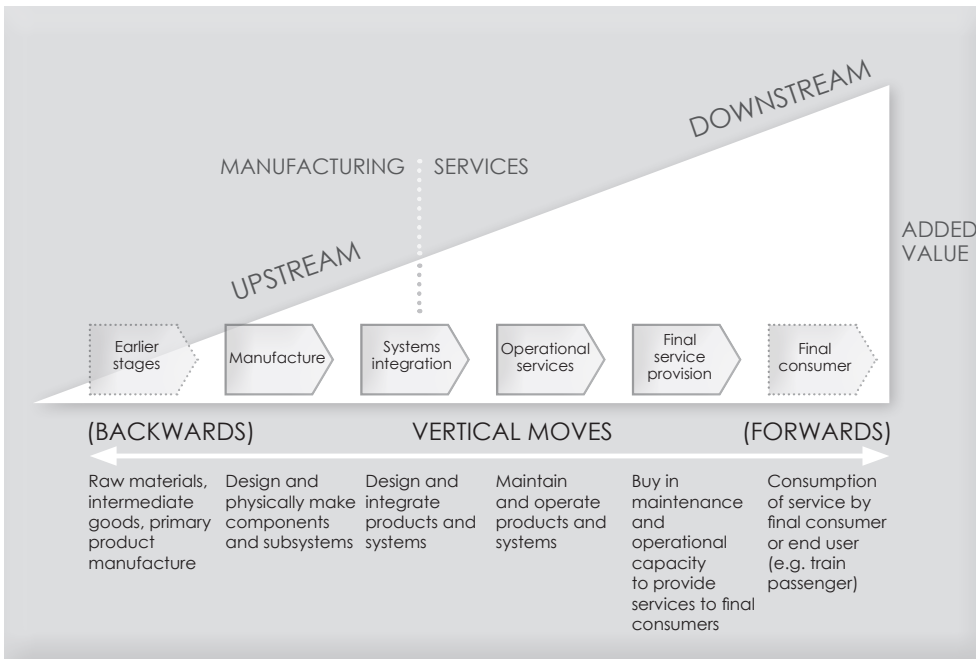 DOWNSTREAM
MANUFACTURING
SERVICES
ADDED
VALUE
UPSTREAM
Earlier
stages
Manufacture
Systems
integration
Operational
services
Final
service
provision
Final
consumer
(BACKWARDS)
VERTICAL MOVES
(FORWARDS)
Raw materials,
intermediate
goods, primary
product
manufacture
Design and
physically make
components
and subsystems
Design and
integrate
products and
systems
Maintain
and operate
products and
systems
Buy in
maintenance
and
operational
capacity
to provide
services to final
consumers
Consumption
of service by
final consumer
or end user
(e.g. train
passenger)